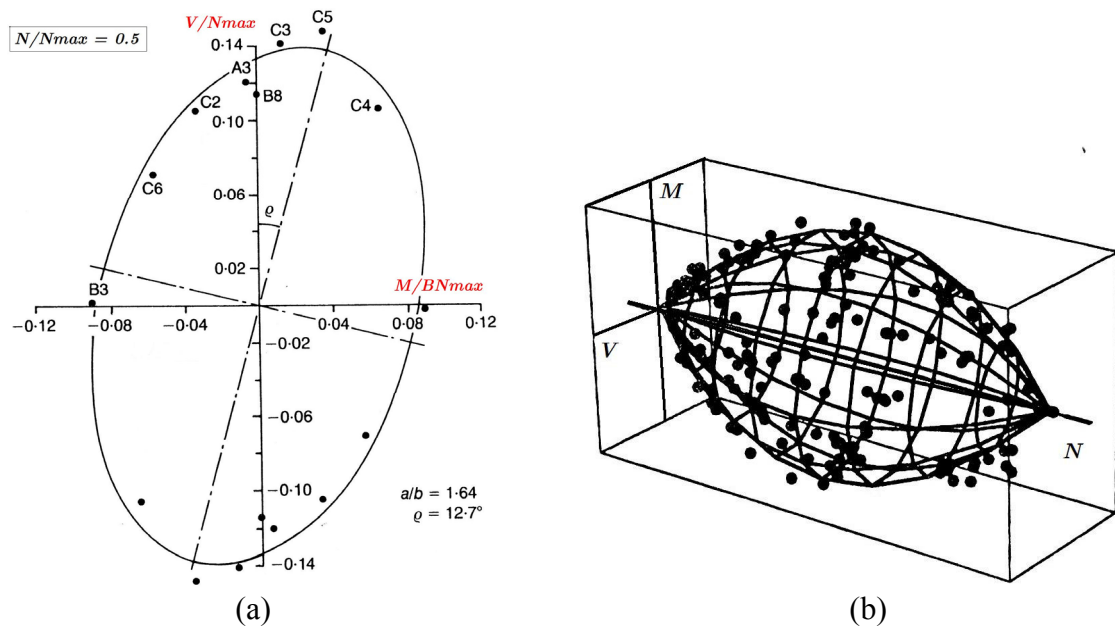 N/Nmax = 0.5
V/Nmax
C3
C5
0·14
A3
B8
C2
C4
0·10
C6
0·06
ϱ
0·02
B3
M/BNmax
−0·12
−0·08
−0·04
0·04
0·08
0·12
−0·02
−0·06
−0·10
a/b = 1·64
ϱ = 12·7°
−0·14
(a)
M
V
N
(b)